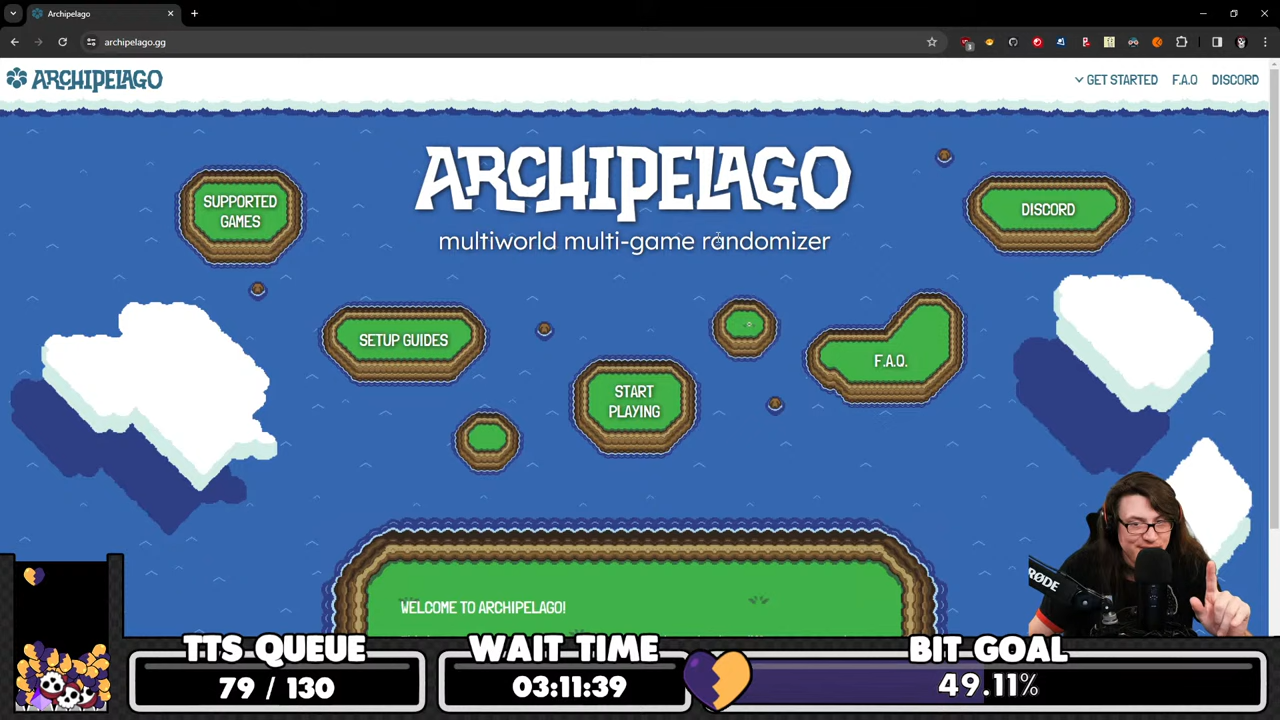 Archipelago
archipelago.gg
3
ARCHIPELAGO
GET STARTED
F.A.Q
DISCORD
ARCHIPELAGO
multiworld multi-game randomizer
SUPPORTED
GAMES
DISCORD
SETUP GUIDES
START
PLAYING
F.A.Q.
WELCOME TO ARCHIPELAGO!
RØDE
TTS QUEUE
79 / 130
WAIT TIME
03:11:39
BIT GOAL
49.11%